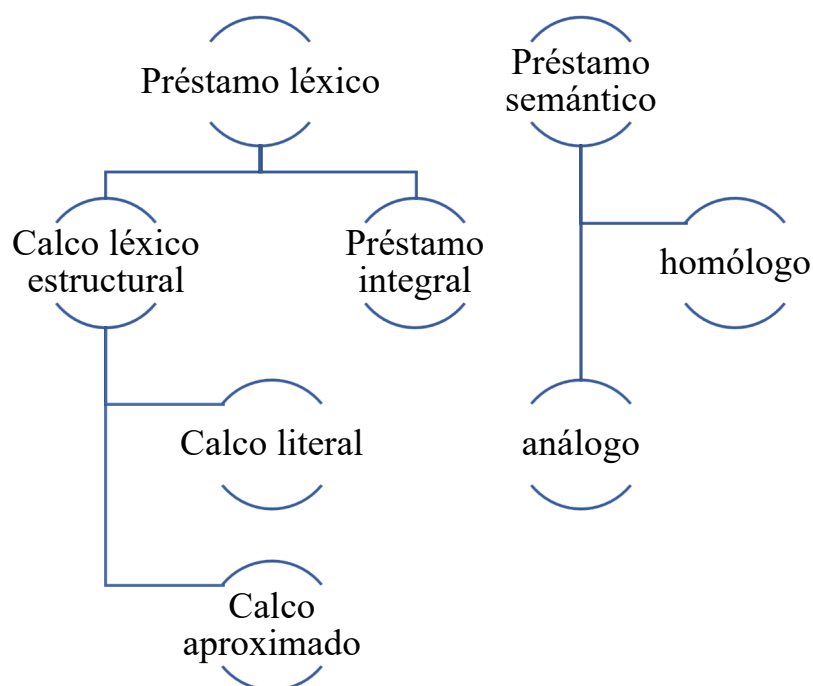 Préstamo léxico
Préstamo
semántico
Calco léxico
estructural
Préstamo
integral
homólogo
Calco literal
análogo
Calco
aproximado